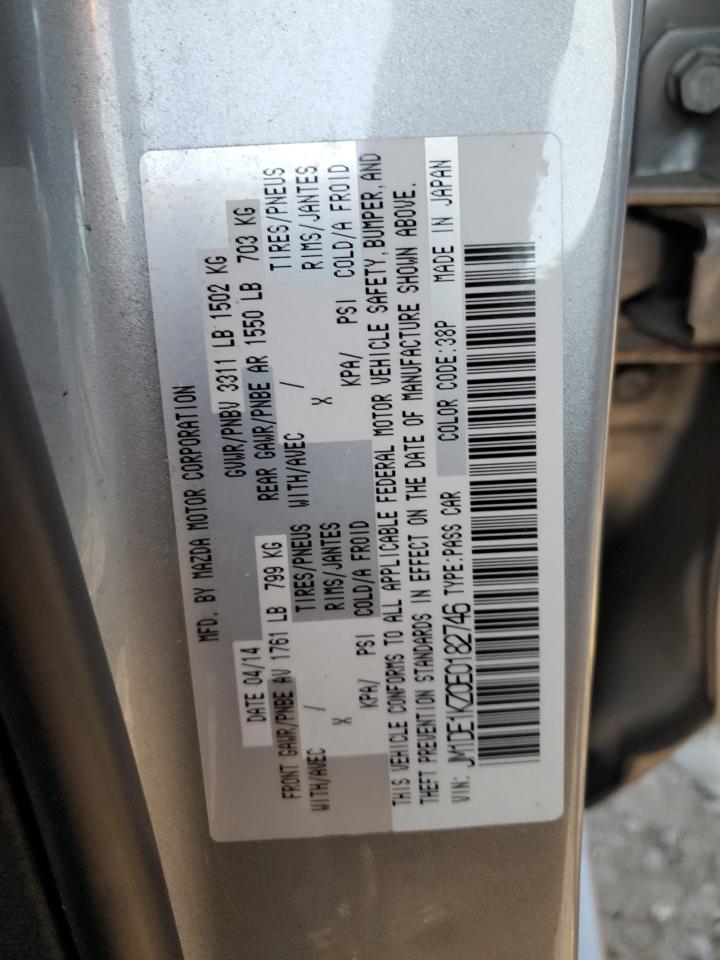 MFD. BY MAZDA MOTOR CORPORATION
DATE 04/14 GVWR/PNBV 3311 LB 1502 KG
FRONT GAWR/PNBE AV 1761 LB 799 KG REAR GAWR/PNBE AR 1550 LB 703 KG
WITH/AVEC / TIRES/PNEUS WITH/AVEC / TIRES/PNEUS
X RIMS/JANTES X RIMS/JANTES
KPA/ PSI COLD/A FROID KPA/ PSI COLD/A FROID
THIS VEHICLE CONFORMS TO ALL APPLICABLE FEDERAL MOTOR VEHICLE SAFETY, BUMPER, AND
THEFT PREVENTION STANDARDS IN EFFECT ON THE DATE OF MANUFACTURE SHOWN ABOVE.
VIN: JM1DE1KZ0E0182746 TYPE:PASS CAR COLOR CODE:38P MADE IN JAPAN